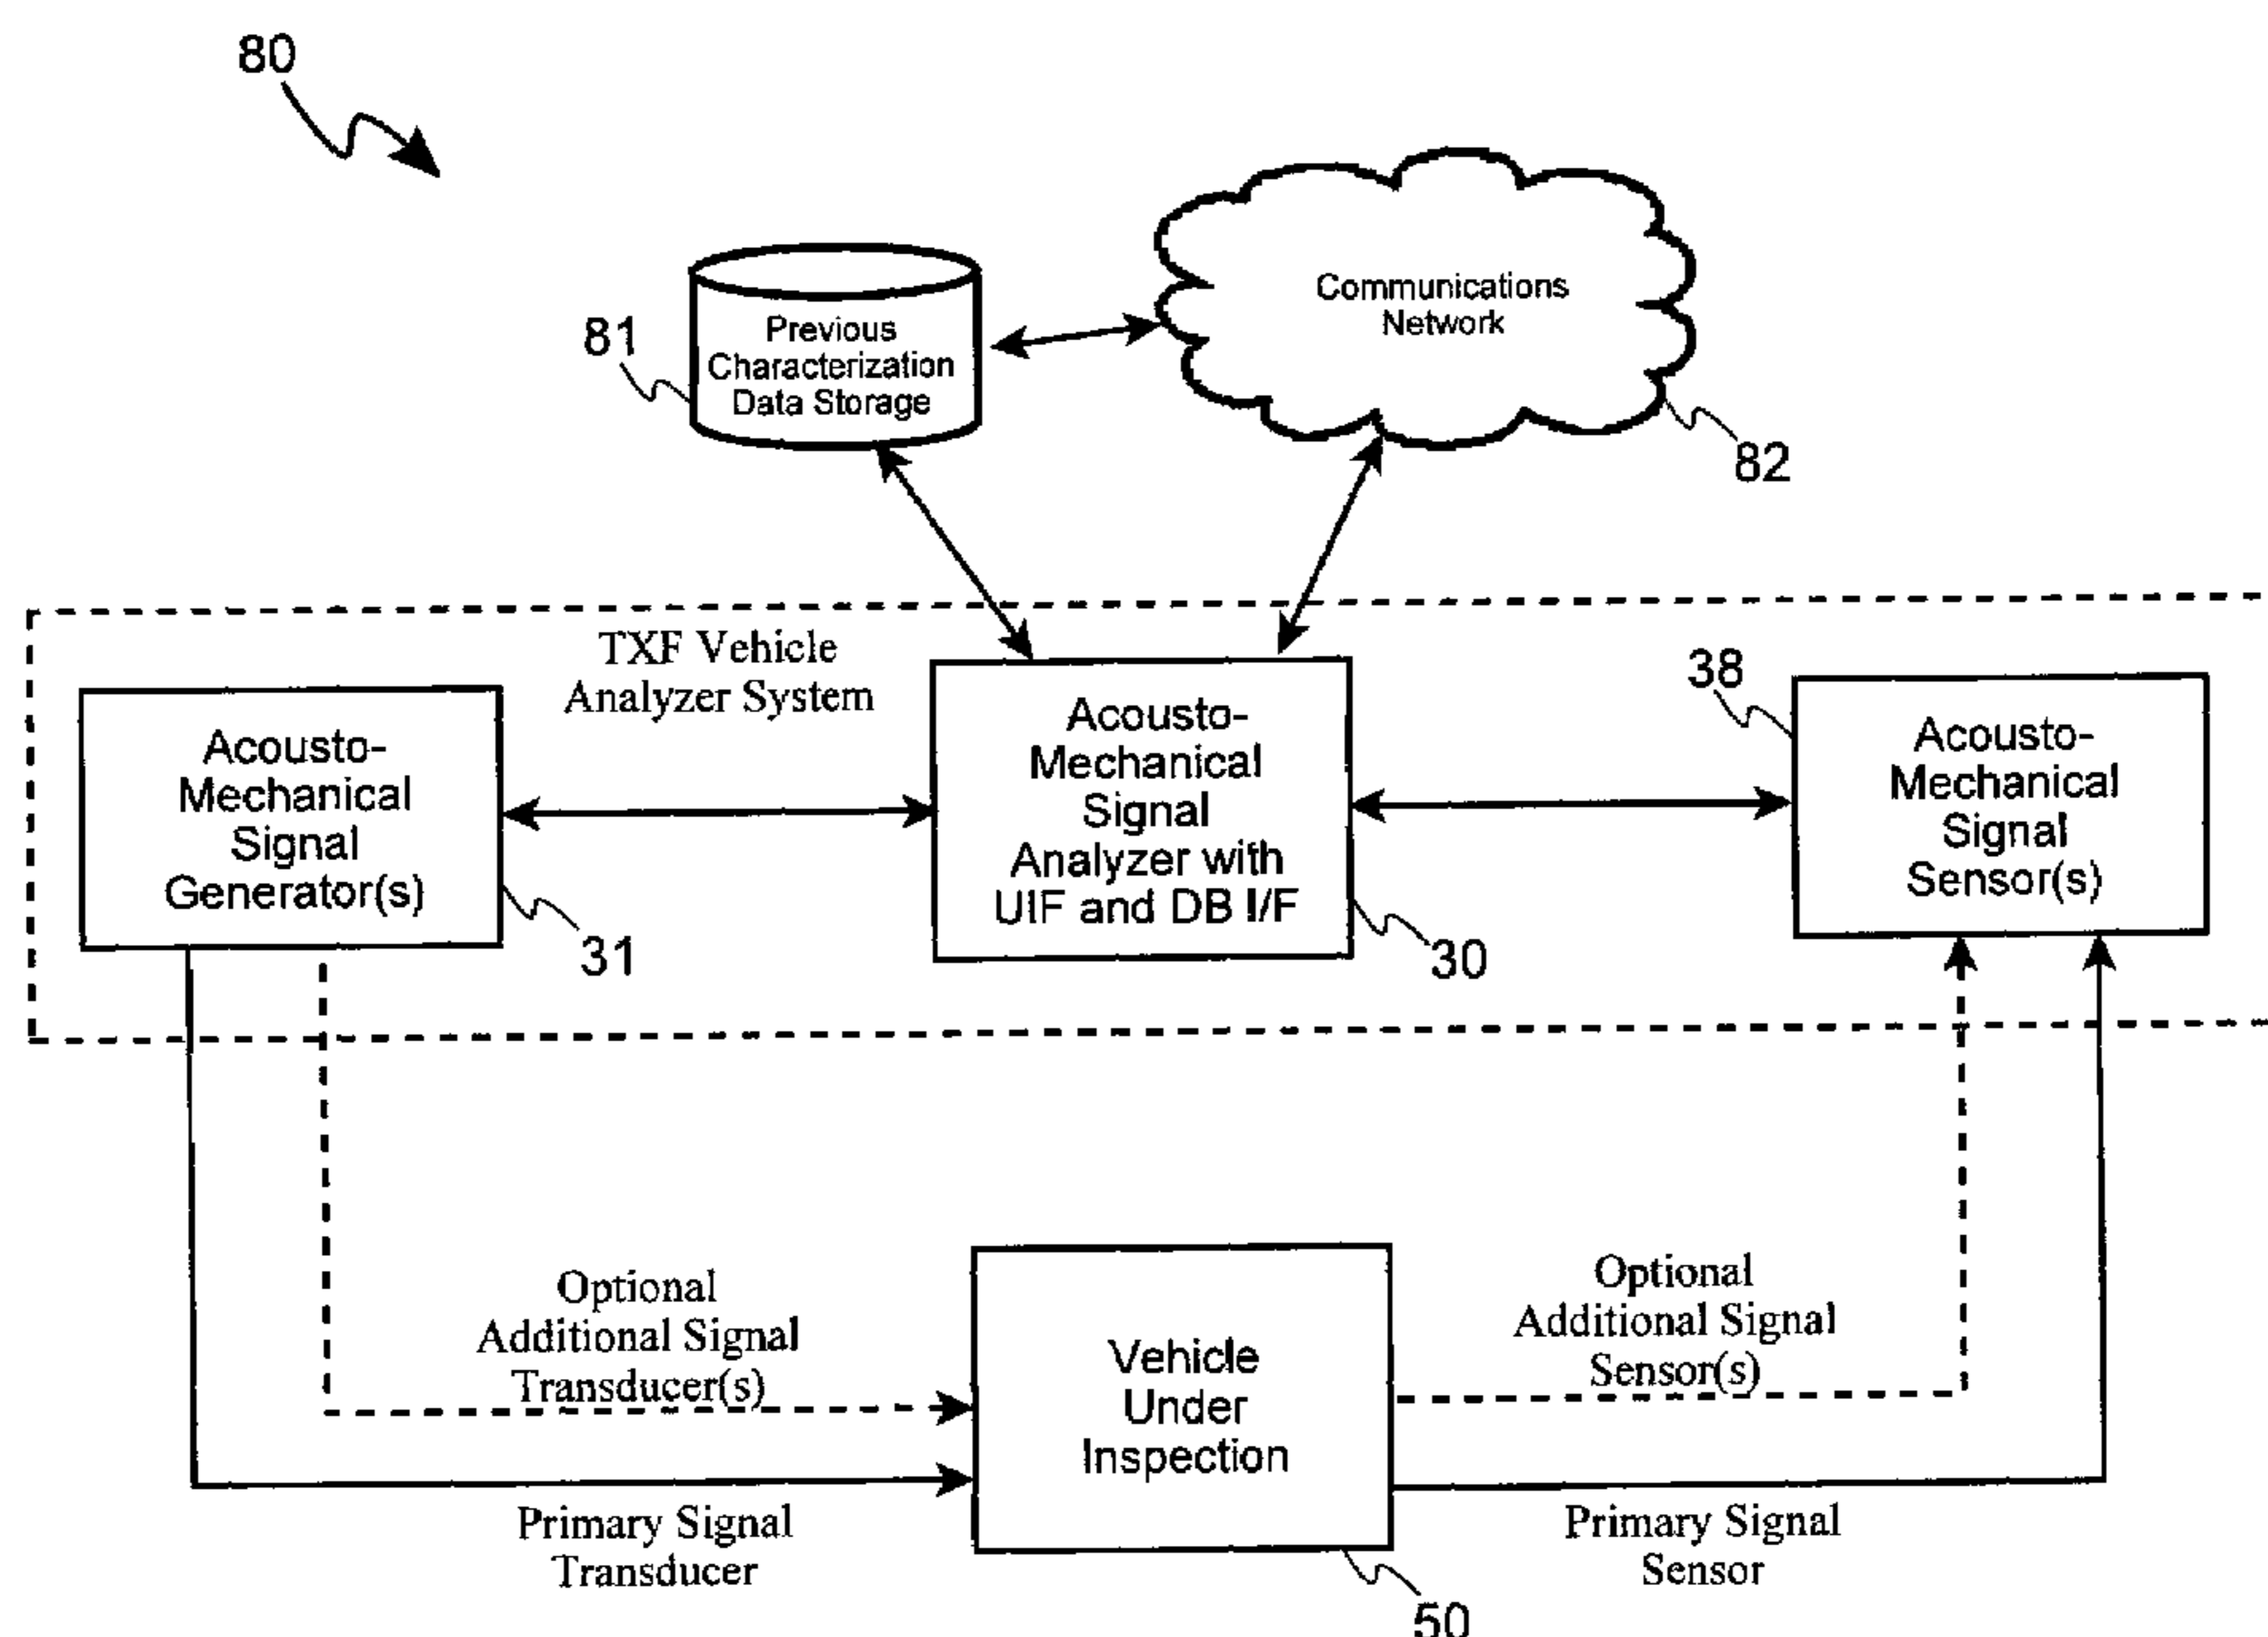 80
Communications
Network
82
81
Previous
Characterization
Data Storage
TXF Vehicle
Analyzer System
Acousto-
Mechanical
Signal
Generator(s)
31
Acousto-
Mechanical
Signal
Analyzer with
UIF and DB I/F
30
38
Acousto-
Mechanical
Signal
Sensor(s)
Optional
Additional Signal
Transducer(s)
Primary Signal
Transducer
Vehicle
Under
Inspection
50
Optional
Additional Signal
Sensor(s)
Primary Signal
Sensor